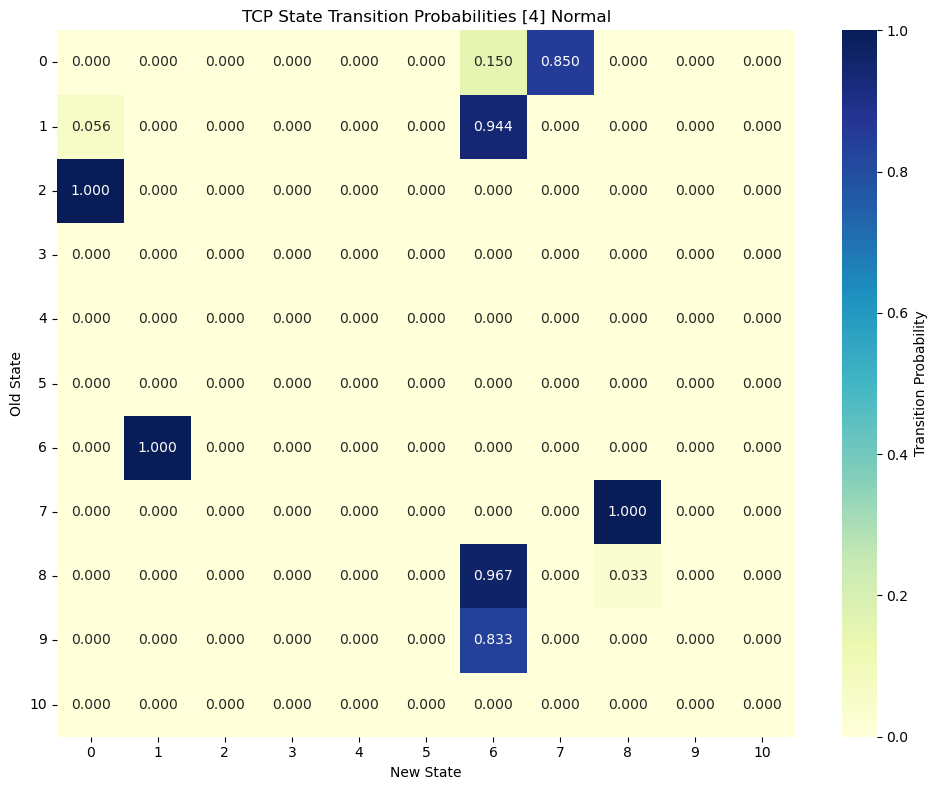 TCP State Transition Probabilities [4] Normal
0 0.000 0.000 0.000 0.000 0.000 0.000 0.150 0.850 0.000 0.000 0.000
1 0.056 0.000 0.000 0.000 0.000 0.000 0.944 0.000 0.000 0.000 0.000
2 1.000 0.000 0.000 0.000 0.000 0.000 0.000 0.000 0.000 0.000 0.000
3 0.000 0.000 0.000 0.000 0.000 0.000 0.000 0.000 0.000 0.000 0.000
4 0.000 0.000 0.000 0.000 0.000 0.000 0.000 0.000 0.000 0.000 0.000
5 0.000 0.000 0.000 0.000 0.000 0.000 0.000 0.000 0.000 0.000 0.000
6 0.000 1.000 0.000 0.000 0.000 0.000 0.000 0.000 0.000 0.000 0.000
7 0.000 0.000 0.000 0.000 0.000 0.000 0.000 0.000 1.000 0.000 0.000
8 0.000 0.000 0.000 0.000 0.000 0.000 0.967 0.000 0.033 0.000 0.000
9 0.000 0.000 0.000 0.000 0.000 0.000 0.833 0.000 0.000 0.000 0.000
10 0.000 0.000 0.000 0.000 0.000 0.000 0.000 0.000 0.000 0.000 0.000
0 1 2 3 4 5 6 7 8 9 10
New State
Old State
1.0
0.8
0.6
0.4
0.2
0.0
Transition Probability